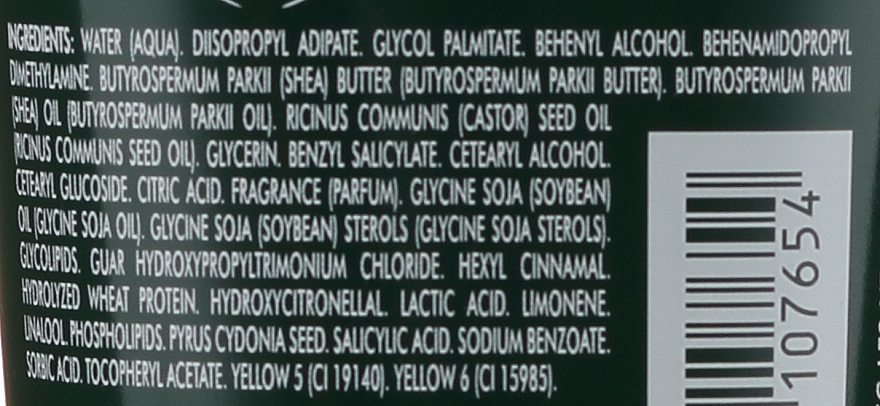 INGREDIENTS: WATER (AQUA). DIISOPROPYL ADIPATE. GLYCOL PALMITATE. BEHENYL ALCOHOL. BEHENAMIDOPROPYL
DIMETHYLAMINE. BUTYROSPERMUM PARKII (SHEA) BUTTER (BUTYROSPERMUM PARKII BUTTER). BUTYROSPERMUM PARKII
(SHEA) OIL (BUTYROSPERMUM PARKII OIL). RICINUS COMMUNIS (CASTOR) SEED OIL
(RICINUS COMMUNIS SEED OIL). GLYCERIN. BENZYL SALICYLATE. CETEARYL ALCOHOL.
CETEARYL GLUCOSIDE. CITRIC ACID. FRAGRANCE (PARFUM). GLYCINE SOJA (SOYBEAN)
OIL (GLYCINE SOJA OIL). GLYCINE SOJA (SOYBEAN) STEROLS (GLYCINE SOJA STEROLS).
GLYCOLIPIDS. GUAR HYDROXYPROPYLTRIMONIUM CHLORIDE. HEXYL CINNAMAL.
HYDROLYZED WHEAT PROTEIN. HYDROXYCITRONELLAL. LACTIC ACID. LIMONENE.
LINALOOL. PHOSPHOLIPIDS. PYRUS CYDONIA SEED. SALICYLIC ACID. SODIUM BENZOATE.
SORBIC ACID. TOCOPHERYL ACETATE. YELLOW 5 (CI 19140). YELLOW 6 (CI 15985).
107654